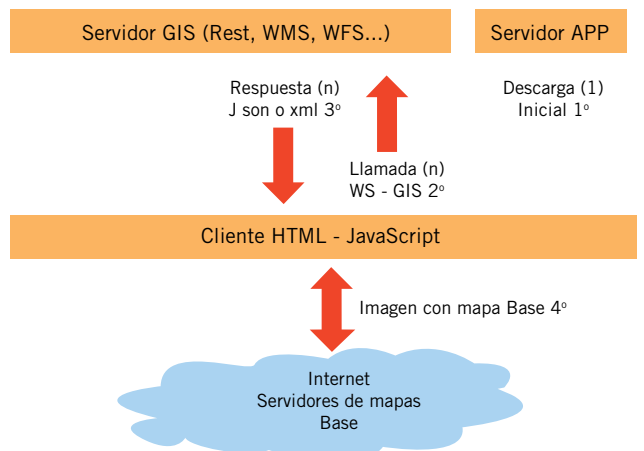 Servidor GIS (Rest, WMS, WFS...)
Servidor APP
Respuesta (n)
J son o xml 3º
Descarga (1)
Inicial 1º
Llamada (n)
WS - GIS 2º
Cliente HTML - JavaScript
Imagen con mapa Base 4º
Internet
Servidores de mapas
Base